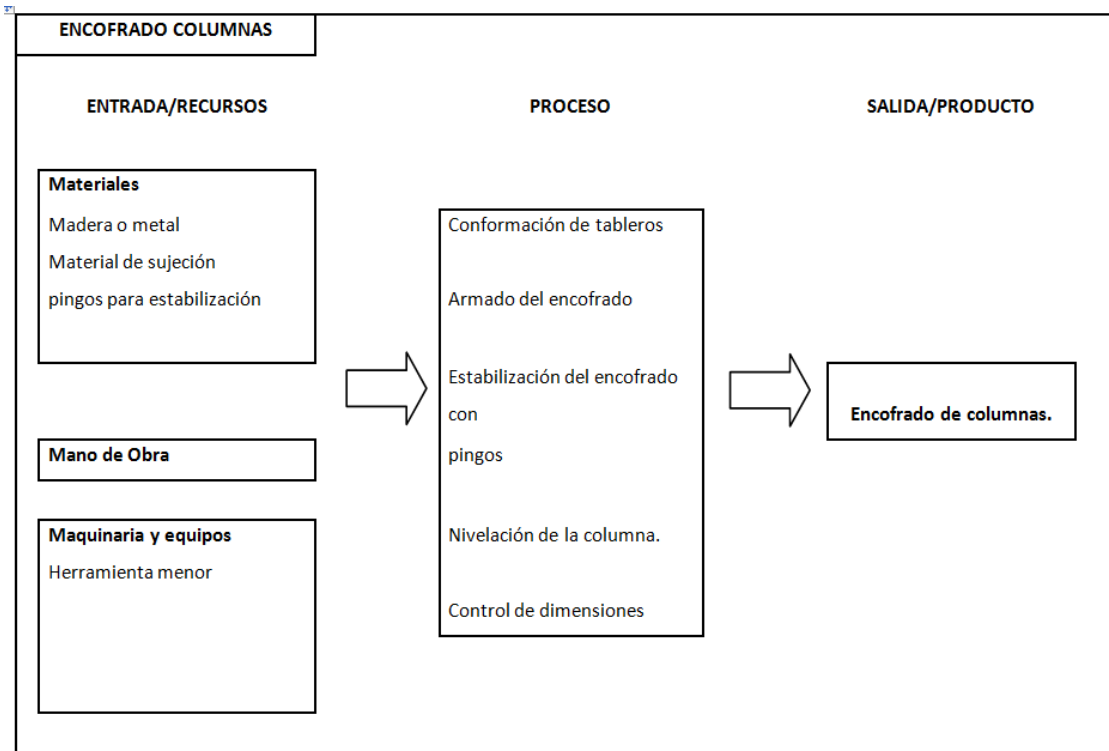 ENCOFRADO COLUMNAS
ENTRADA/RECURSOS
PROCESO
SALIDA/PRODUCTO
Materiales
Madera o metal
Material de sujeción
pingos para estabilización
Mano de Obra
Maquinaria y equipos
Herramienta menor
Conformación de tableros
Armado del encofrado
Estabilización del encofrado
con
pingos
Nivelación de la columna.
Control de dimensiones
Encofrado de columnas.